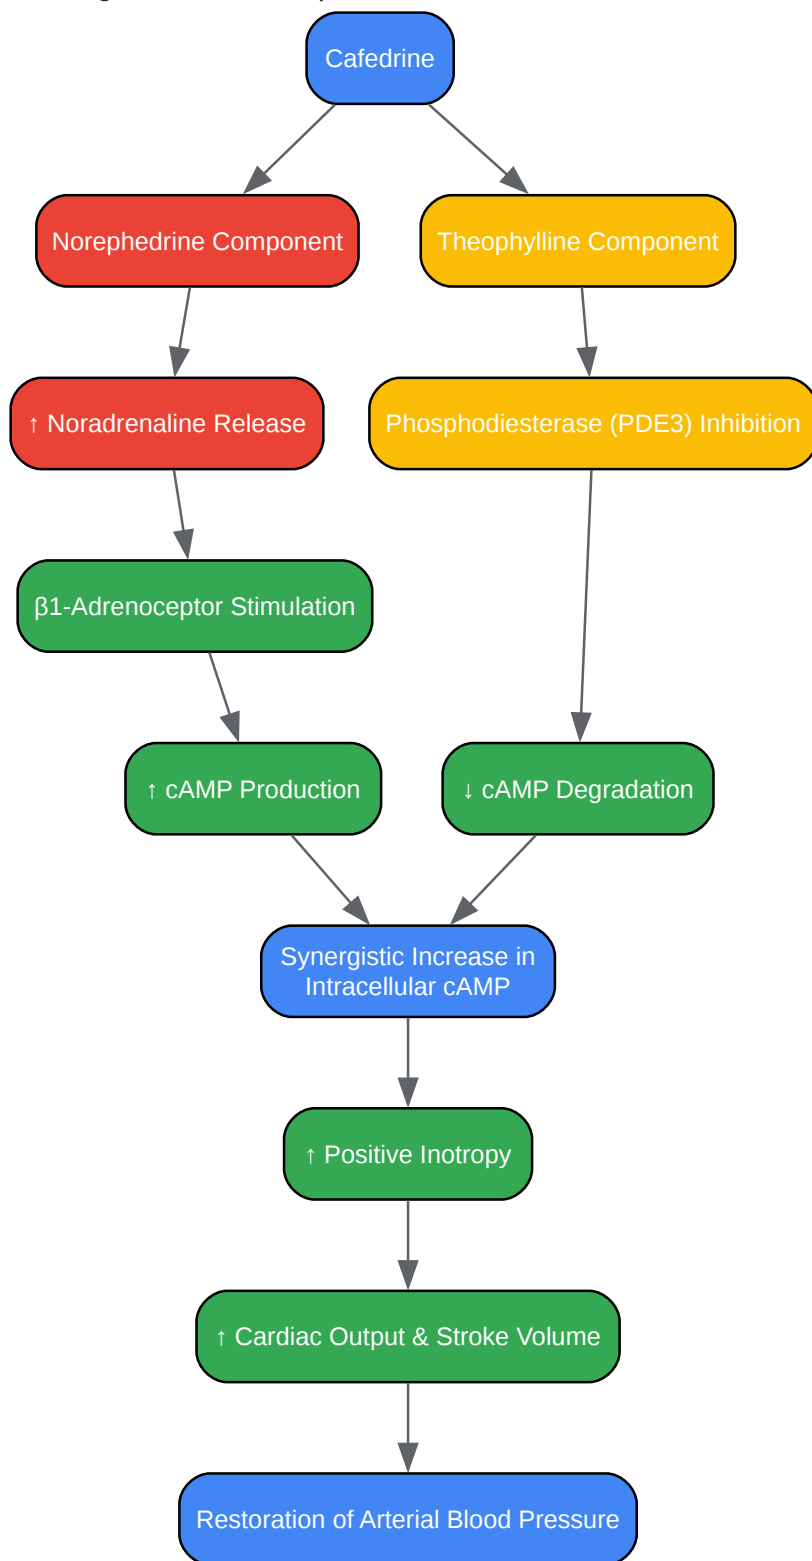 Cafedrine
Norephedrine Component
Theophylline Component
↑ Noradrenaline Release
Phosphodiesterase (PDE3) Inhibition
β1-Adrenoceptor Stimulation
↑ cAMP Production
↓ cAMP Degradation
Synergistic Increase in
Intracellular cAMP
↑ Positive Inotropy
↑ Cardiac Output & Stroke Volume
Restoration of Arterial Blood Pressure